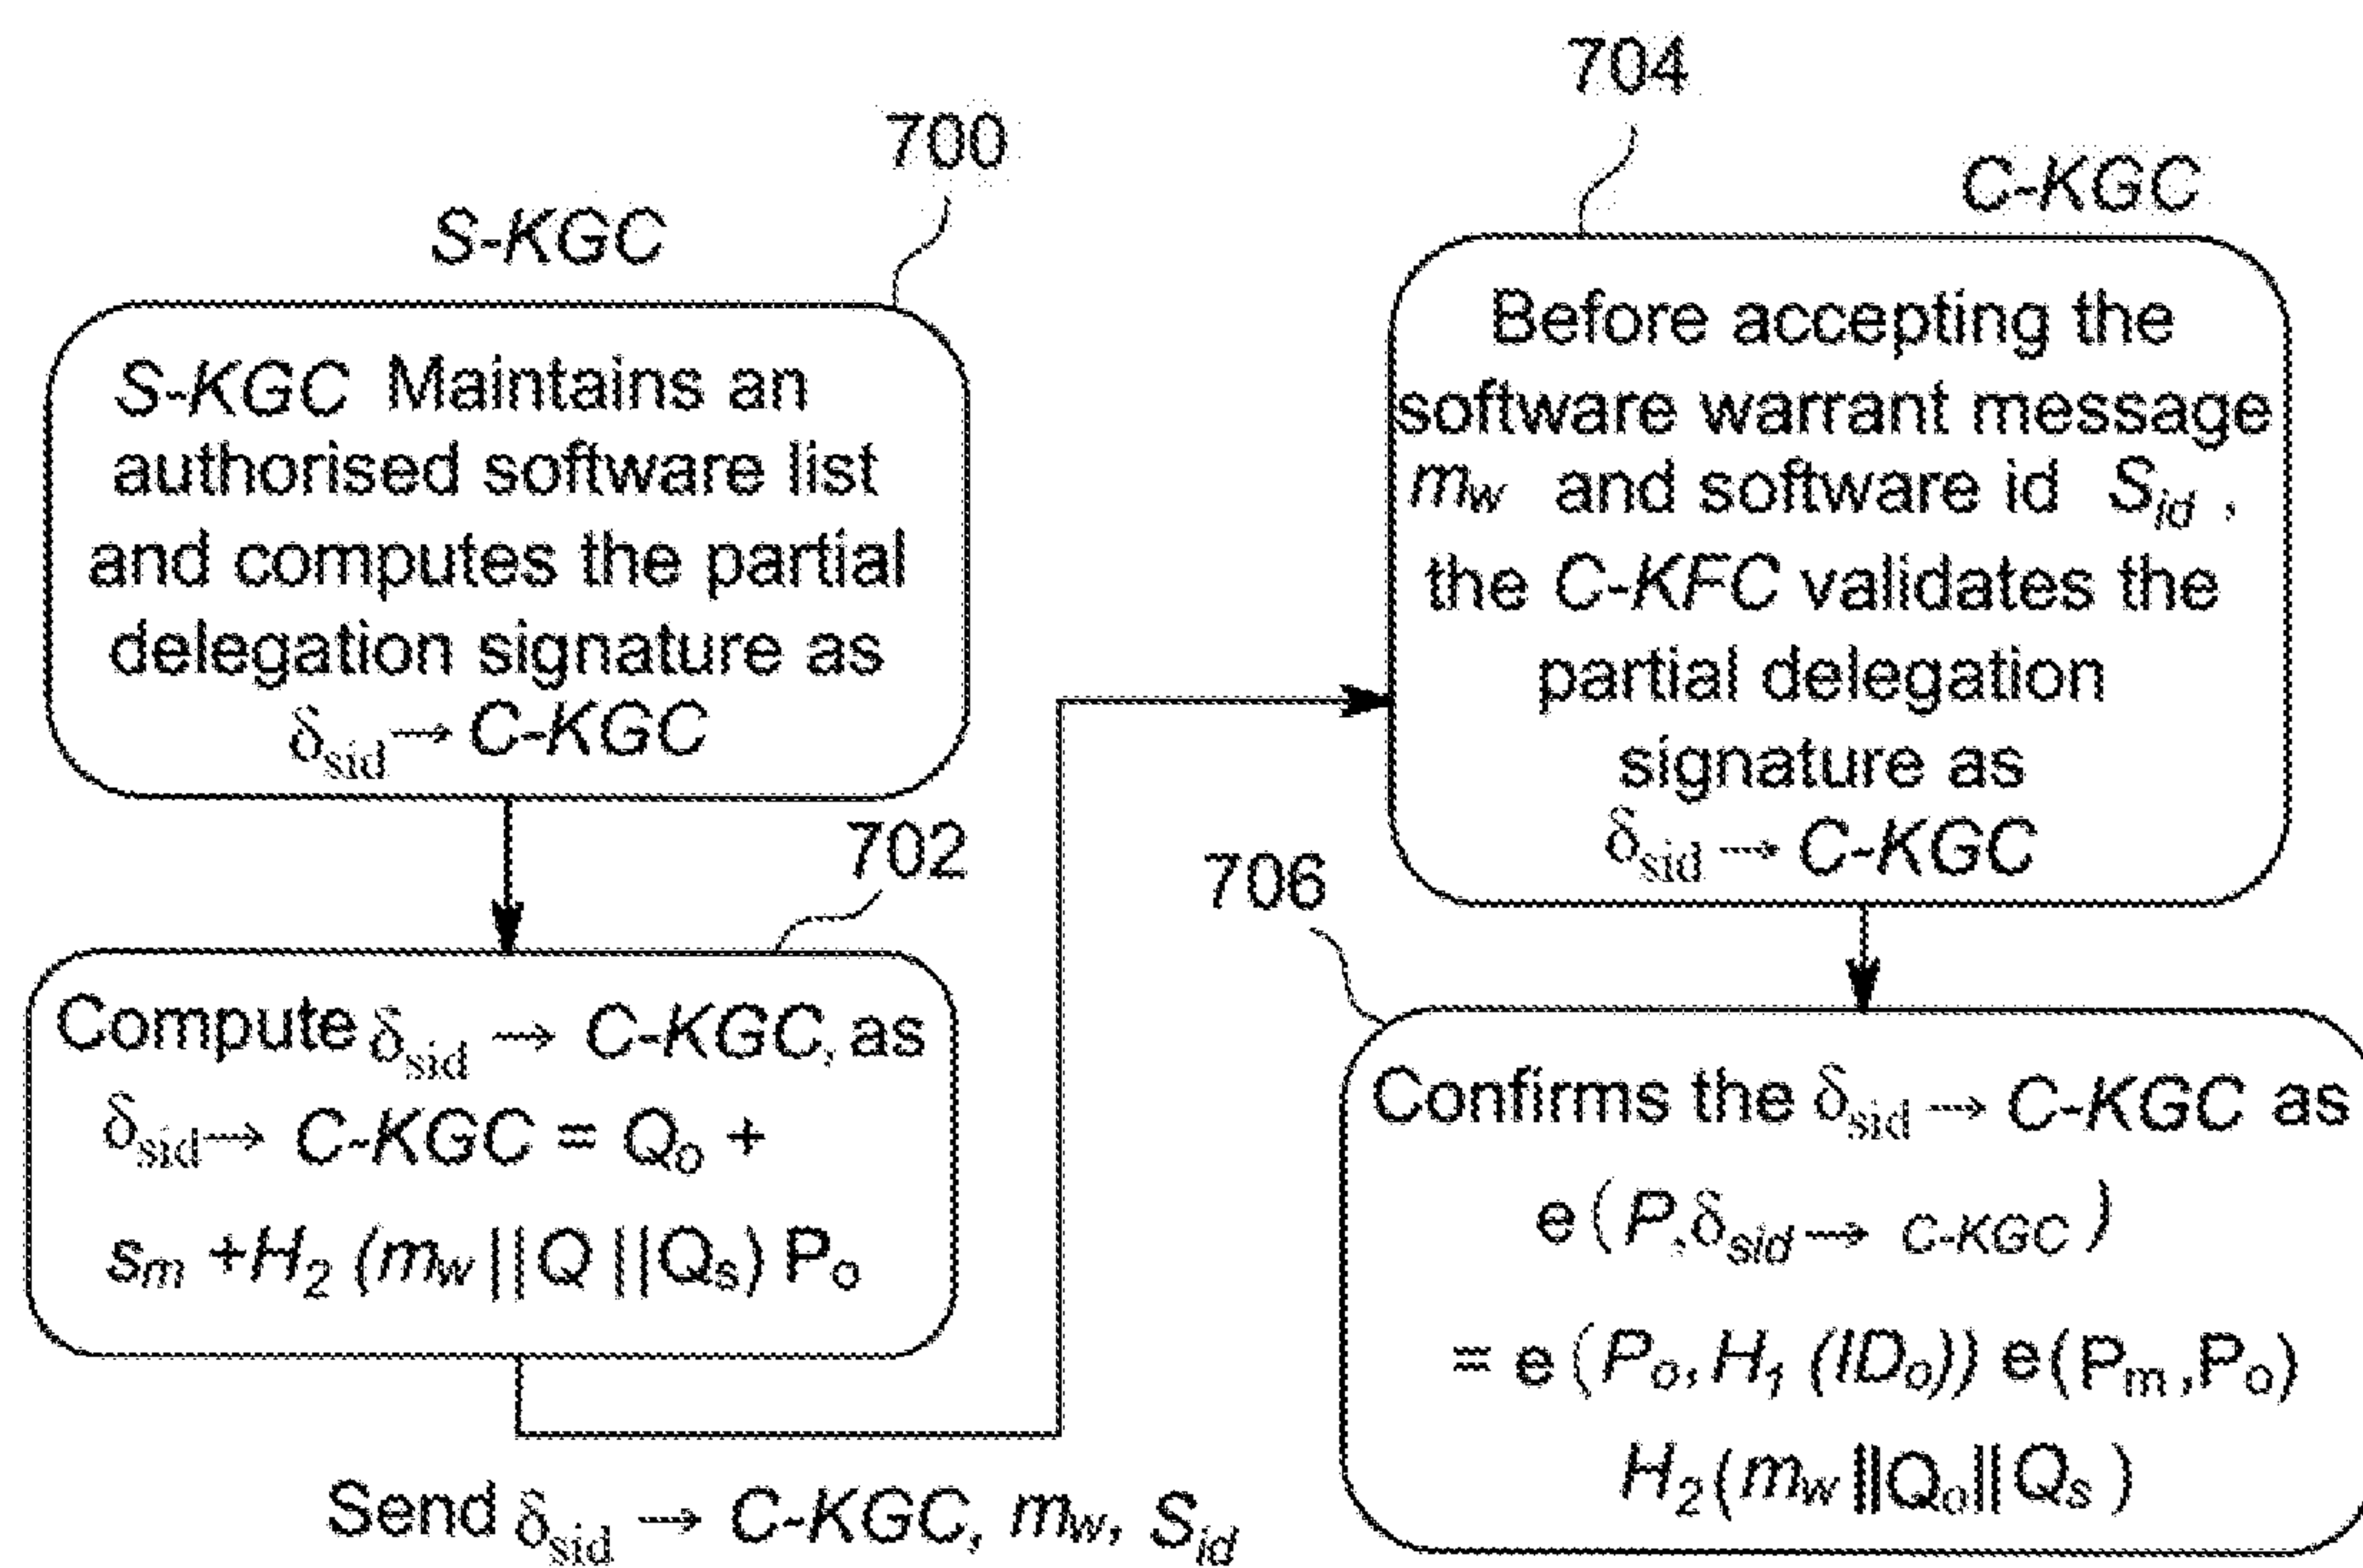 700
S-KGC
S-KGC Maintains an
authorised software list
and computes the partial
delegation signature as
δsid → C-KGC
702
Compute δsid → C-KGC, as
δsid → C-KGC = Qo +
sm +H2 (mw||Q||Qs) Po
Send δsid → C-KGC, mw, Sid
704
C-KGC
Before accepting the
software warrant message
mw and software id Sid ,
the C-KFC validates the
partial delegation
signature as
δsid → C-KGC
706
Confirms the δsid → C-KGC as
e(P,δsid → C-KGC)
= e(Po,H1(IDo)) e(Pm,Po)
H2(mw||Qo||Qs)